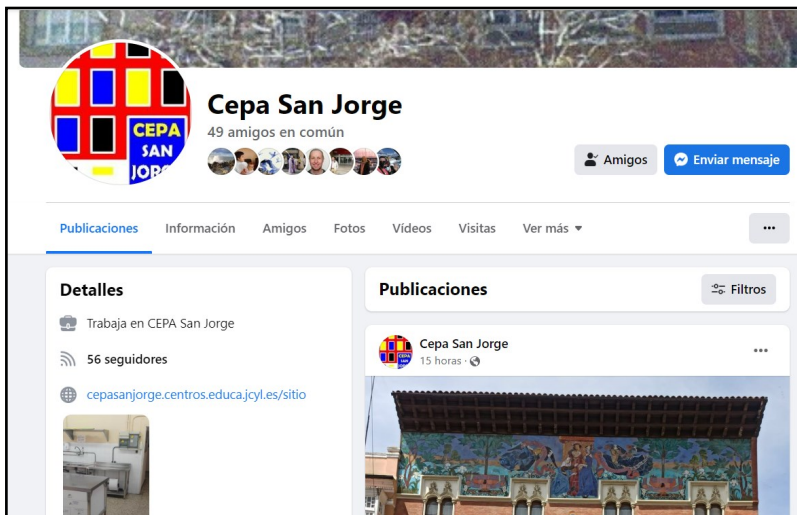 CEPA
SAN
JORGE
Cepa San Jorge
49 amigos en común
Amigos
Enviar mensaje
Publicaciones
Información
Amigos
Fotos
Vídeos
Visitas
Ver más
Detalles
Trabaja en CEPA San Jorge
56 seguidores
cepasanjorge.centros.educa.jcyl.es/sitio
Publicaciones
Filtros
Cepa San Jorge
15 horas ·